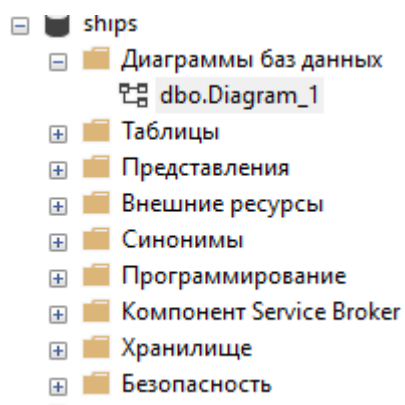 ships
Диаграммы баз данных
dbo.Diagram_1
Таблицы
Представления
Внешние ресурсы
Синонимы
Программирование
Компонент Service Broker
Хранилище
Безопасность